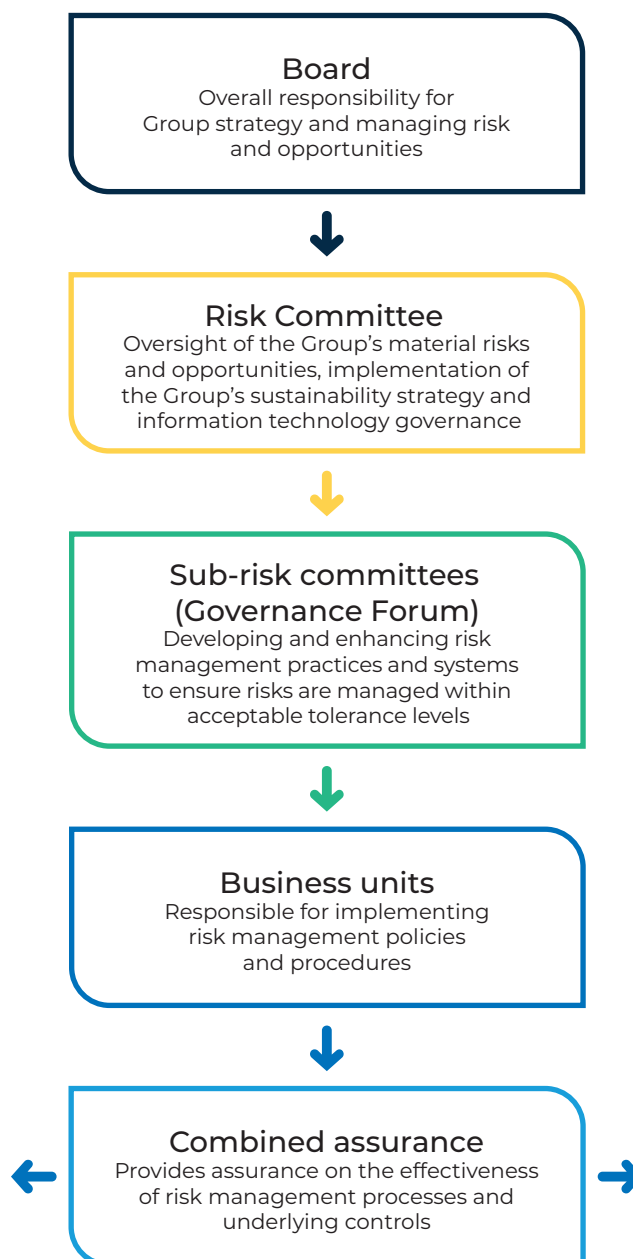 Board
Overall responsibility for
Group strategy and managing risk
and opportunities
Risk Committee
Oversight of the Group’s material risks
and opportunities, implementation of
the Group’s sustainability strategy and
information technology governance
Sub-risk committees
(Governance Forum)
Developing and enhancing risk
management practices and systems
to ensure risks are managed within
acceptable tolerance levels
Business units
Responsible for implementing
risk management policies
and procedures
Combined assurance
Provides assurance on the effectiveness
of risk management processes and
underlying controls